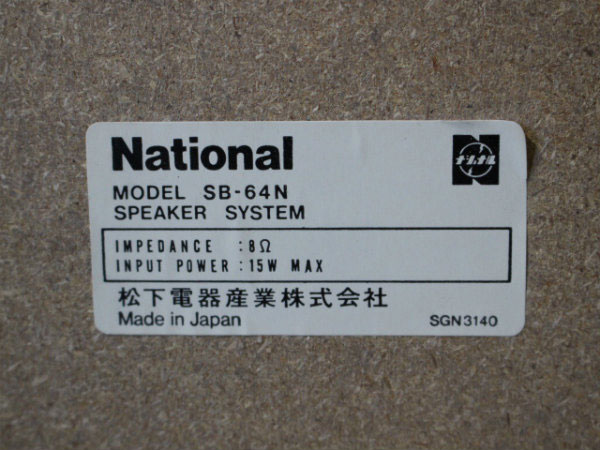 National
ナショナル
MODEL SB-64N
SPEAKER SYSTEM
IMPEDANCE : 8Ω
INPUT POWER : 15W MAX
松下電器産業株式会社
Made in Japan
SGN3140